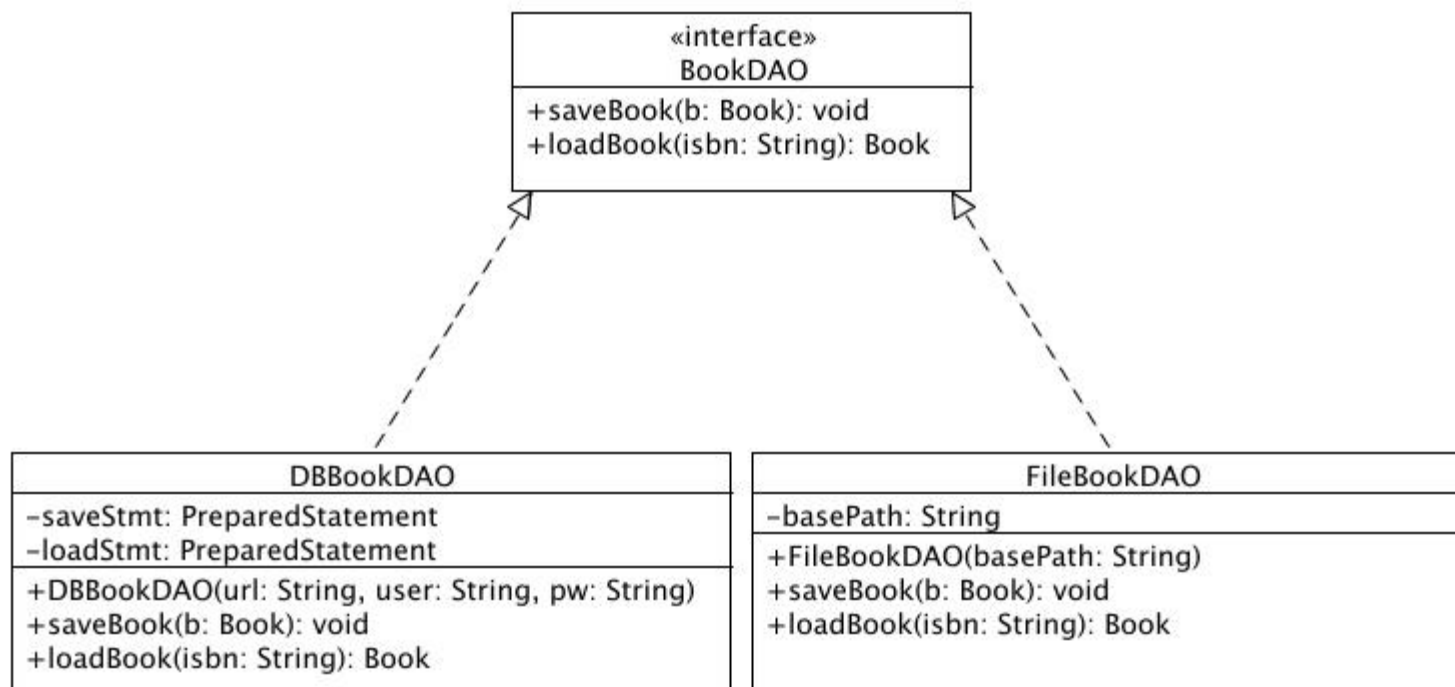 «interface»
BookDAO
+saveBook(b: Book): void
+loadBook(isbn: String): Book
DBBookDAO
-saveStmt: PreparedStatement
-loadStmt: PreparedStatement
+DBBookDAO(url: String, user: String, pw: String)
+saveBook(b: Book): void
+loadBook(isbn: String): Book
FileBookDAO
-basePath: String
+FileBookDAO(basePath: String)
+saveBook(b: Book): void
+loadBook(isbn: String): Book